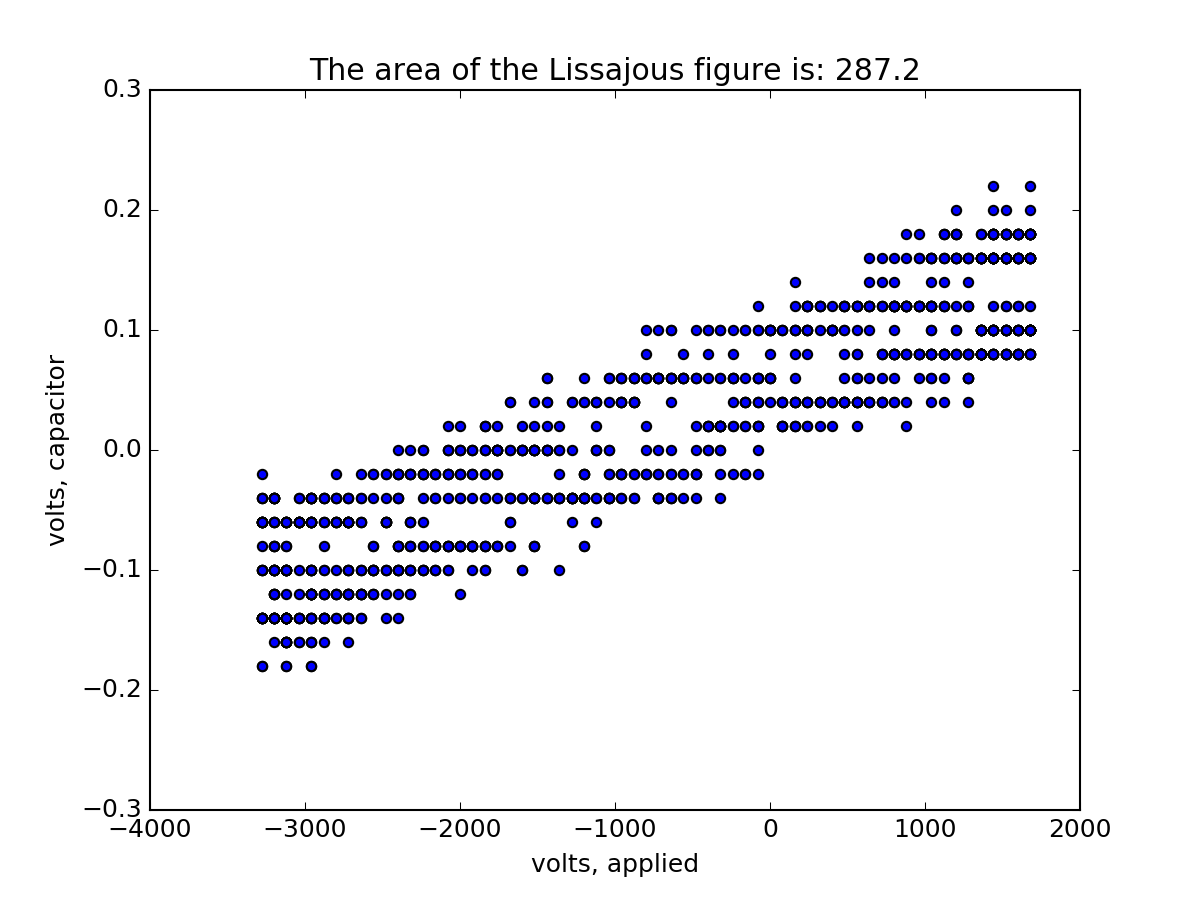 The area of the Lissajous figure is: 287.2
0.3
0.2
0.1
0.0
−0.1
−0.2
−0.3
volts, capacitor
−4000 −3000 −2000 −1000 0 1000 2000
volts, applied